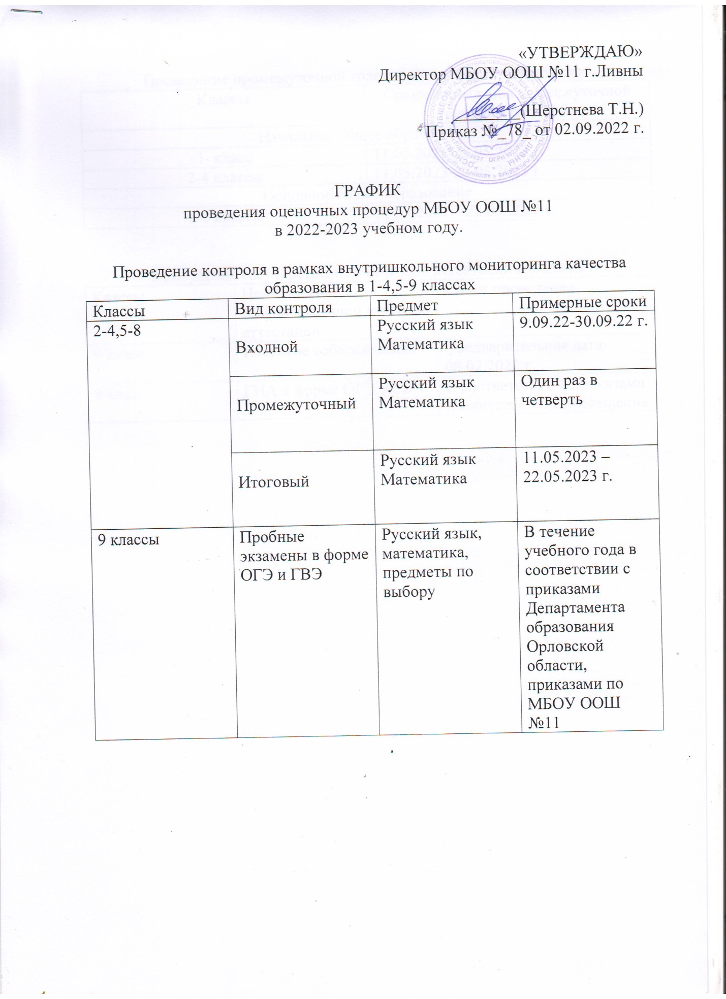 «УТВЕРЖДАЮ»
Директор МБОУ ООШ №11 г.Ливны
________(Шерстнева Т.Н.)
Приказ №_78_ от 02.09.2022 г.
ГРАФИК
проведения оценочных процедур МБОУ ООШ №11
в 2022-2023 учебном году.
Проведение контроля в рамках внутришкольного мониторинга качества
образования в 1-4,5-9 классах
Классы Вид контроля Предмет Примерные сроки
2-4,5-8
Входной
Русский язык
Математика
9.09.22-30.09.22 г.
Промежуточный
Русский язык
Математика
Один раз в
четверть
Итоговый
Русский язык
Математика
11.05.2023 –
22.05.2023 г.
9 классы
Пробные
экзамены в форме
ОГЭ и ГВЭ
Русский язык,
математика,
предметы по
выбору
В течение
учебного года в
соответствии с
приказами
Департамента
образования
Орловской
области,
приказами по
МБОУ ООШ
№11